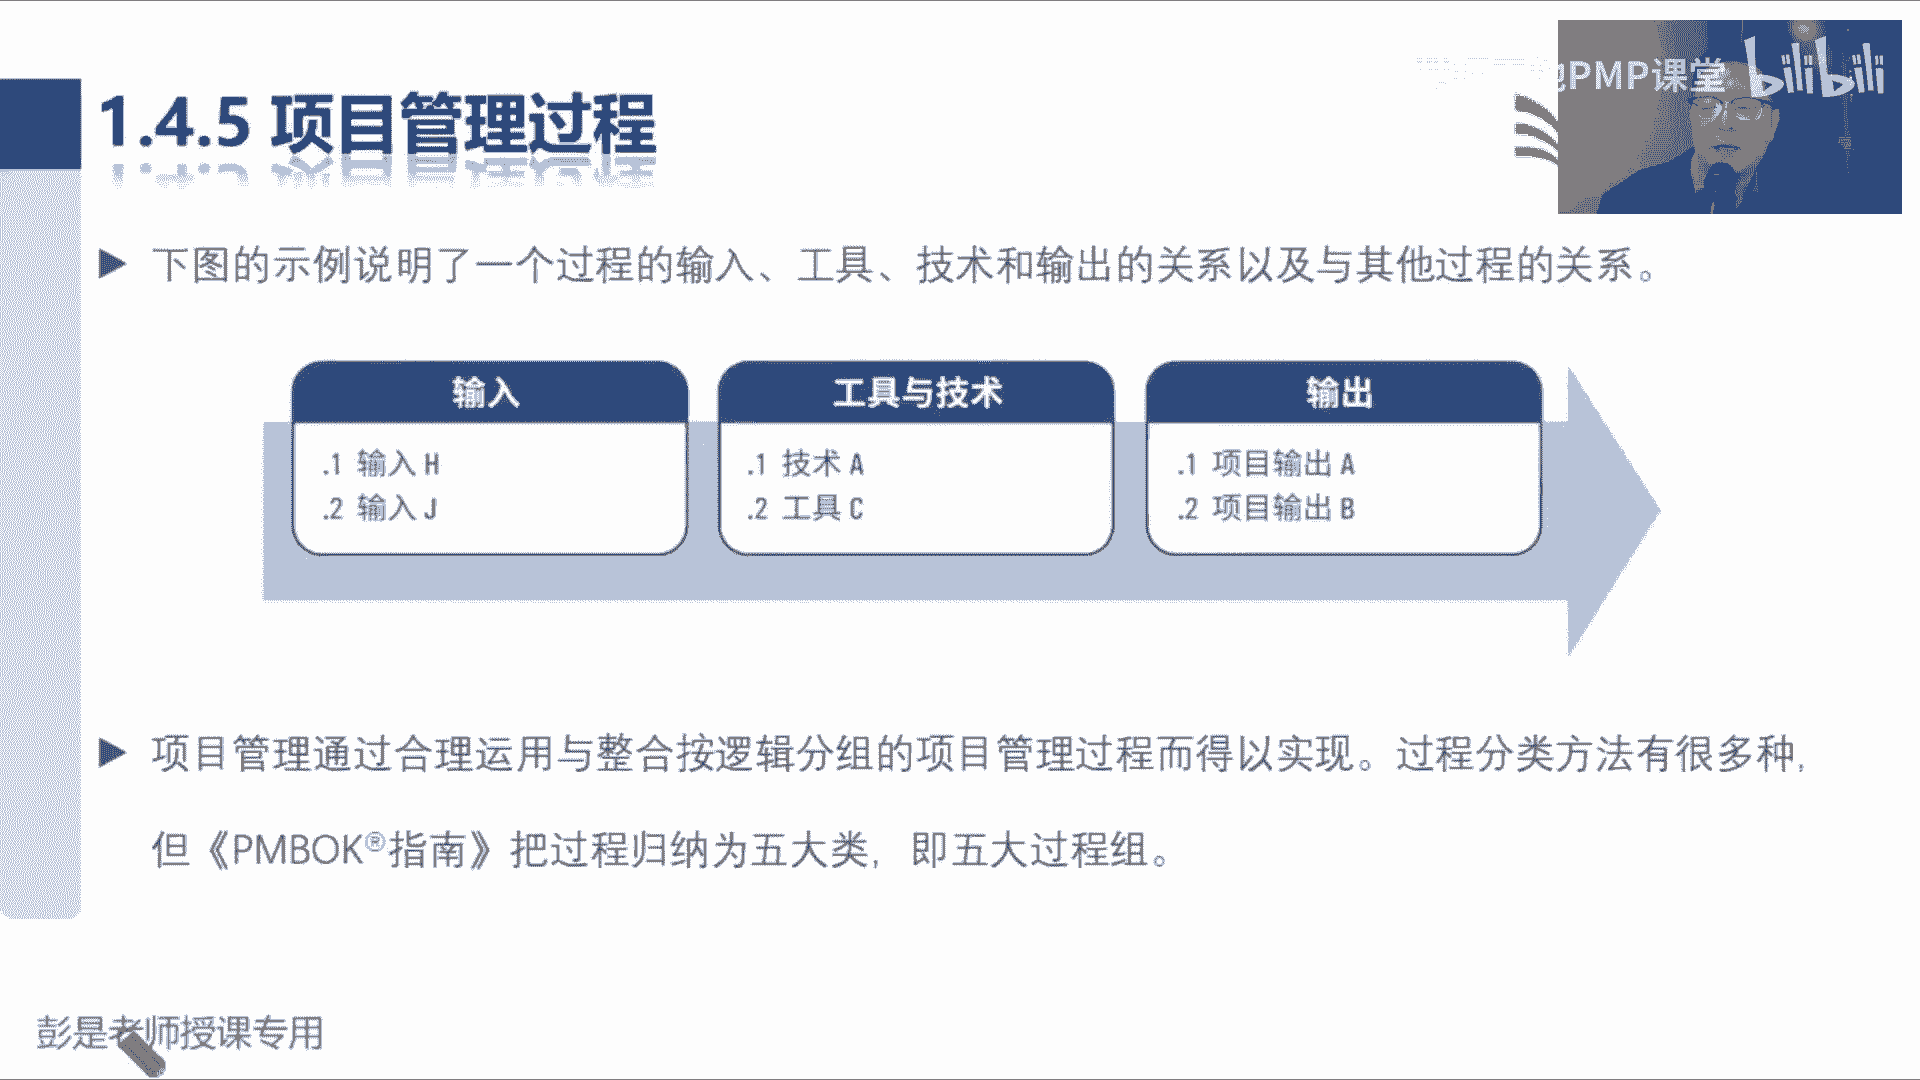 PMP课堂 bilibili
1.4.5 项目管理过程
下图的示例说明了一个过程的输入、工具、技术和输出的关系以及与其他过程的关系。
输入
.1 输入 H
.2 输入 J
工具与技术
.1 技术 A
.2 工具 C
输出
.1 项目输出 A
.2 项目输出 B
项目管理通过合理运用与整合按逻辑分组的项目管理过程而得以实现。过程分类方法有很多种,
但《PMBOK®指南》把过程归纳为五大类, 即五大过程组。
彭是老师授课专用